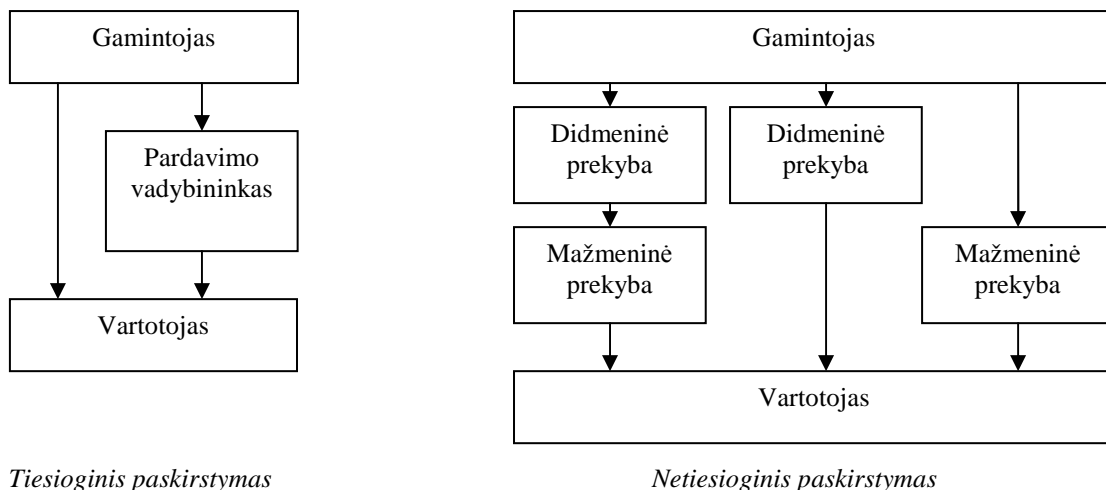 Gamintojas
Pardavimo
vadybininkas
Vartotojas
Tiesioginis paskirstymas
Gamintojas
Didmeninė
prekyba
Didmeninė
prekyba
Mažmeninė
prekyba
Mažmeninė
prekyba
Vartotojas
Netiesioginis paskirstymas